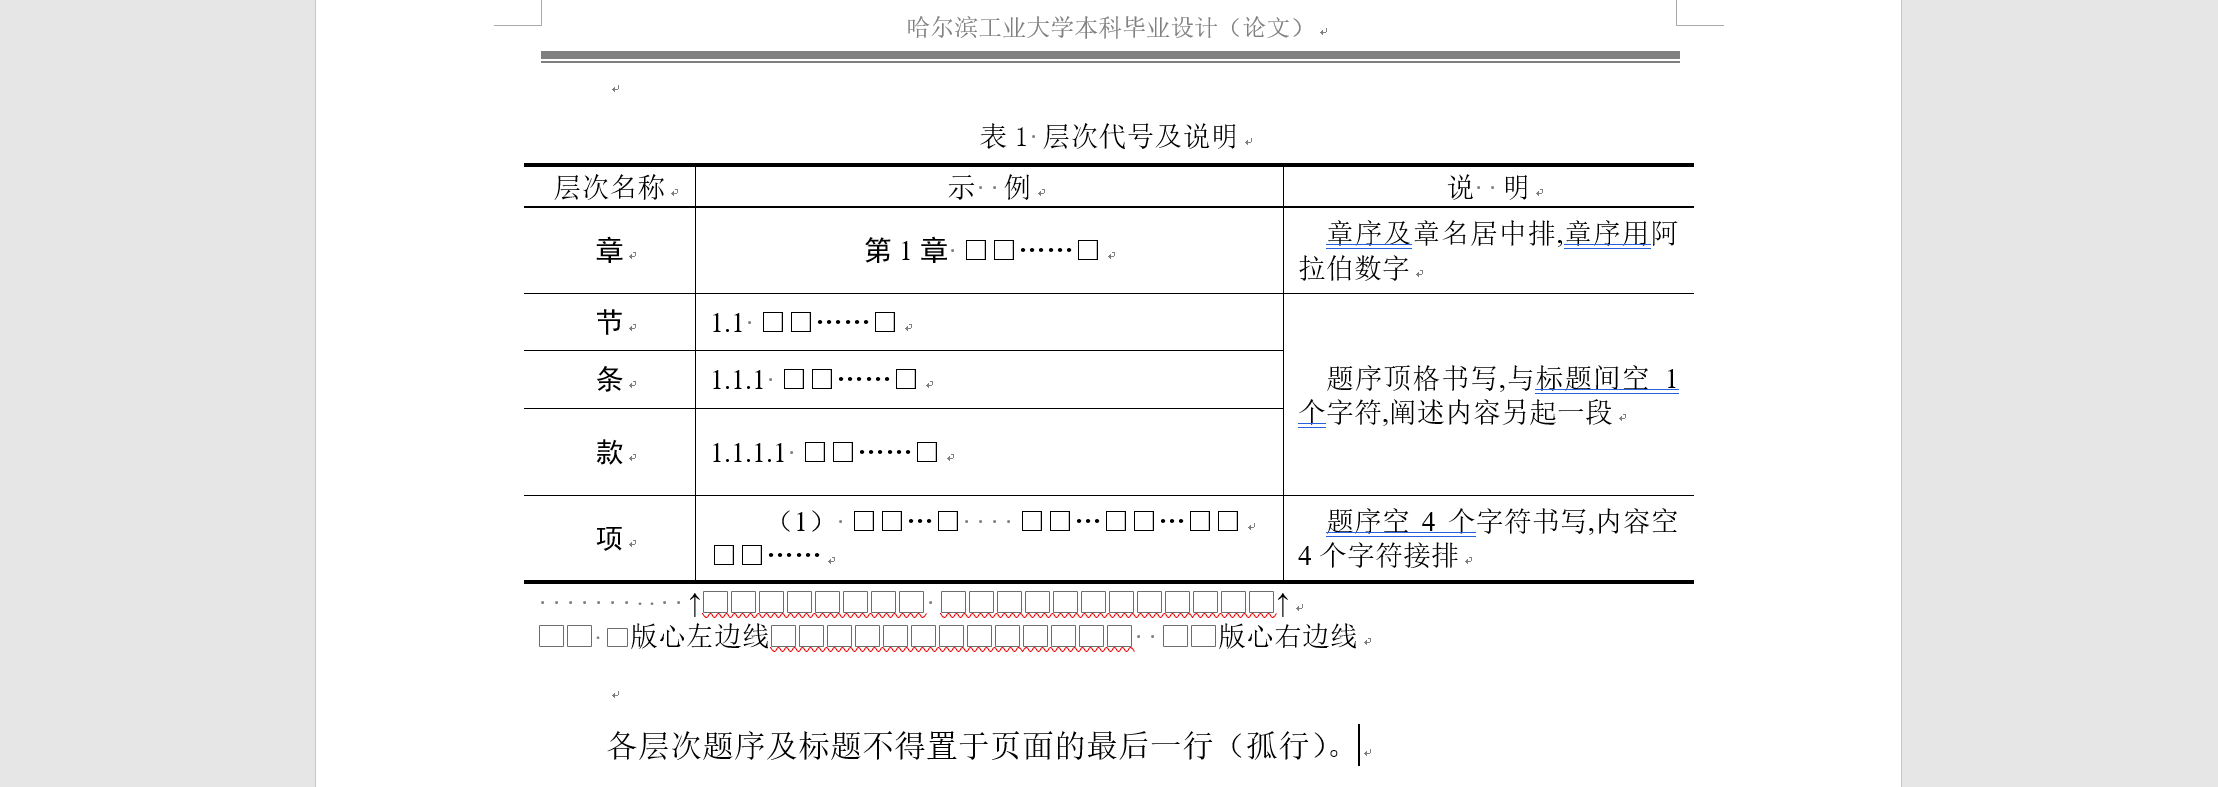 哈尔滨工业大学本科毕业设计（论文）
表 1 层次代号及说明
层次名称 示  例 说  明
章 第 1 章 □□……□ 章序及章名居中排,章序用阿
拉伯数字
节 1.1 □□……□
条 1.1.1 □□……□ 题序顶格书写,与标题间空 1
个字符,阐述内容另起一段
款 1.1.1.1 □□……□
项 （1） □□…□    □□…□□…□□ 题序空 4 个字符书写,内容空
□□…… 4 个字符接排
↑□□□□□□□□ □□□□□□□□□□□□↑
□□ □版心左边线□□□□□□□□□□□□□  □□版心右边线
各层次题序及标题不得置于页面的最后一行（孤行）。